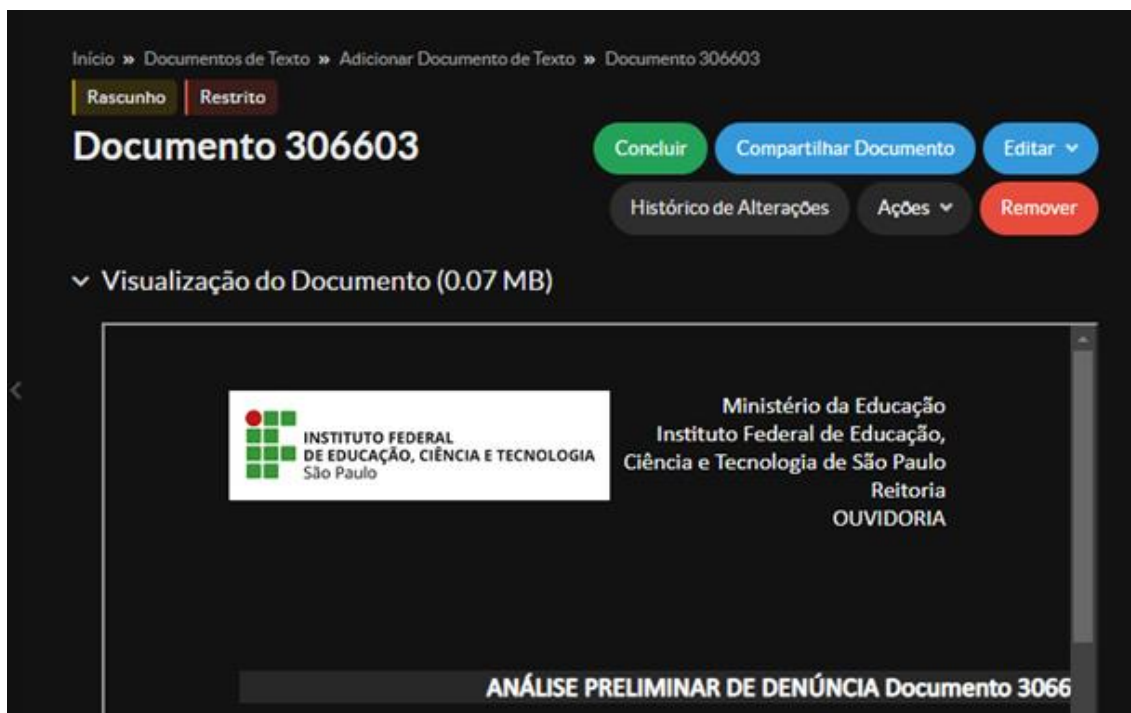 Início » Documentos de Texto » Adicionar Documento de Texto » Documento 306603
Rascunho Restrito
Documento 306603
Concluir Compartilhar Documento Editar
Histórico de Alterações Ações Remover
Visualização do Documento (0.07 MB)
INSTITUTO FEDERAL
DE EDUCAÇÃO, CIÊNCIA E TECNOLOGIA
São Paulo
Ministério da Educação
Instituto Federal de Educação,
Ciência e Tecnologia de São Paulo
Reitoria
OUVIDORIA
ANÁLISE PRELIMINAR DE DENÚNCIA Documento 3066